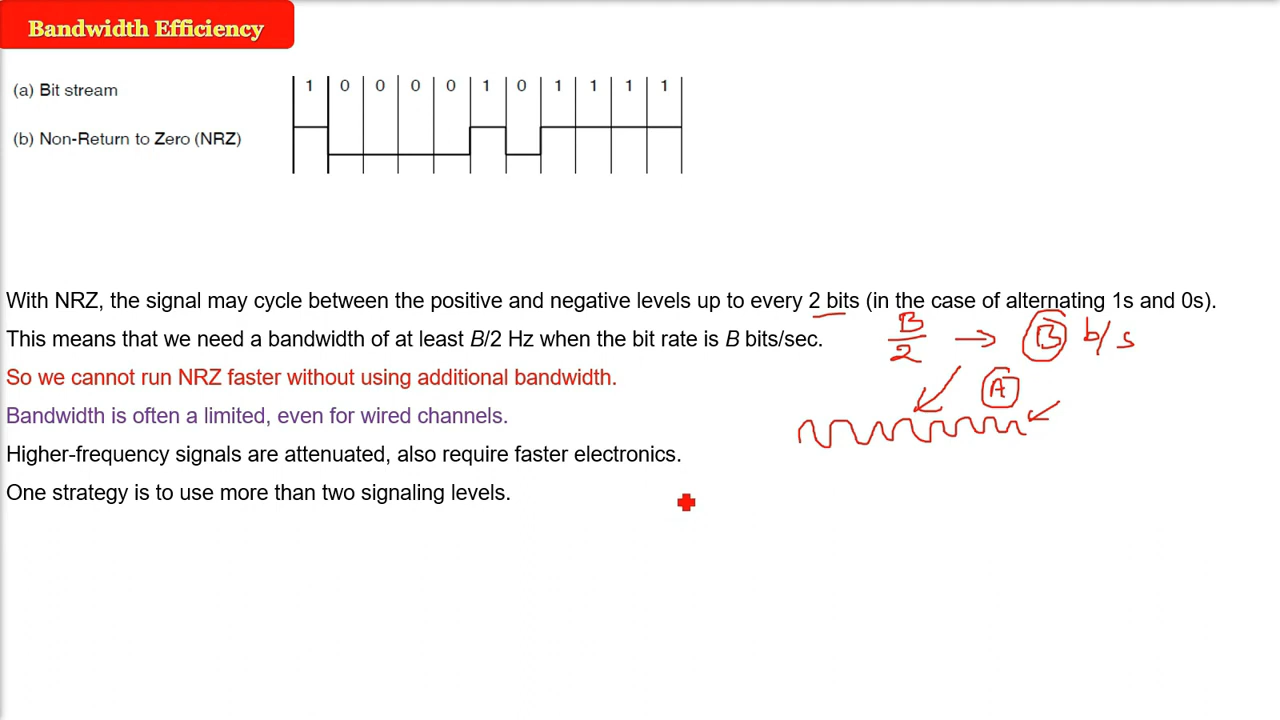 Bandwidth Efficiency
(a) Bit stream 1 0 0 0 0 1 0 1 1 1 1
(b) Non-Return to Zero (NRZ)
With NRZ, the signal may cycle between the positive and negative levels up to every 2 bits (in the case of alternating 1s and 0s).
This means that we need a bandwidth of at least B/2 Hz when the bit rate is B bits/sec.
B/2 → B b/s
So we cannot run NRZ faster without using additional bandwidth.
A
Bandwidth is often a limited, even for wired channels.
Higher-frequency signals are attenuated, also require faster electronics.
One strategy is to use more than two signaling levels.